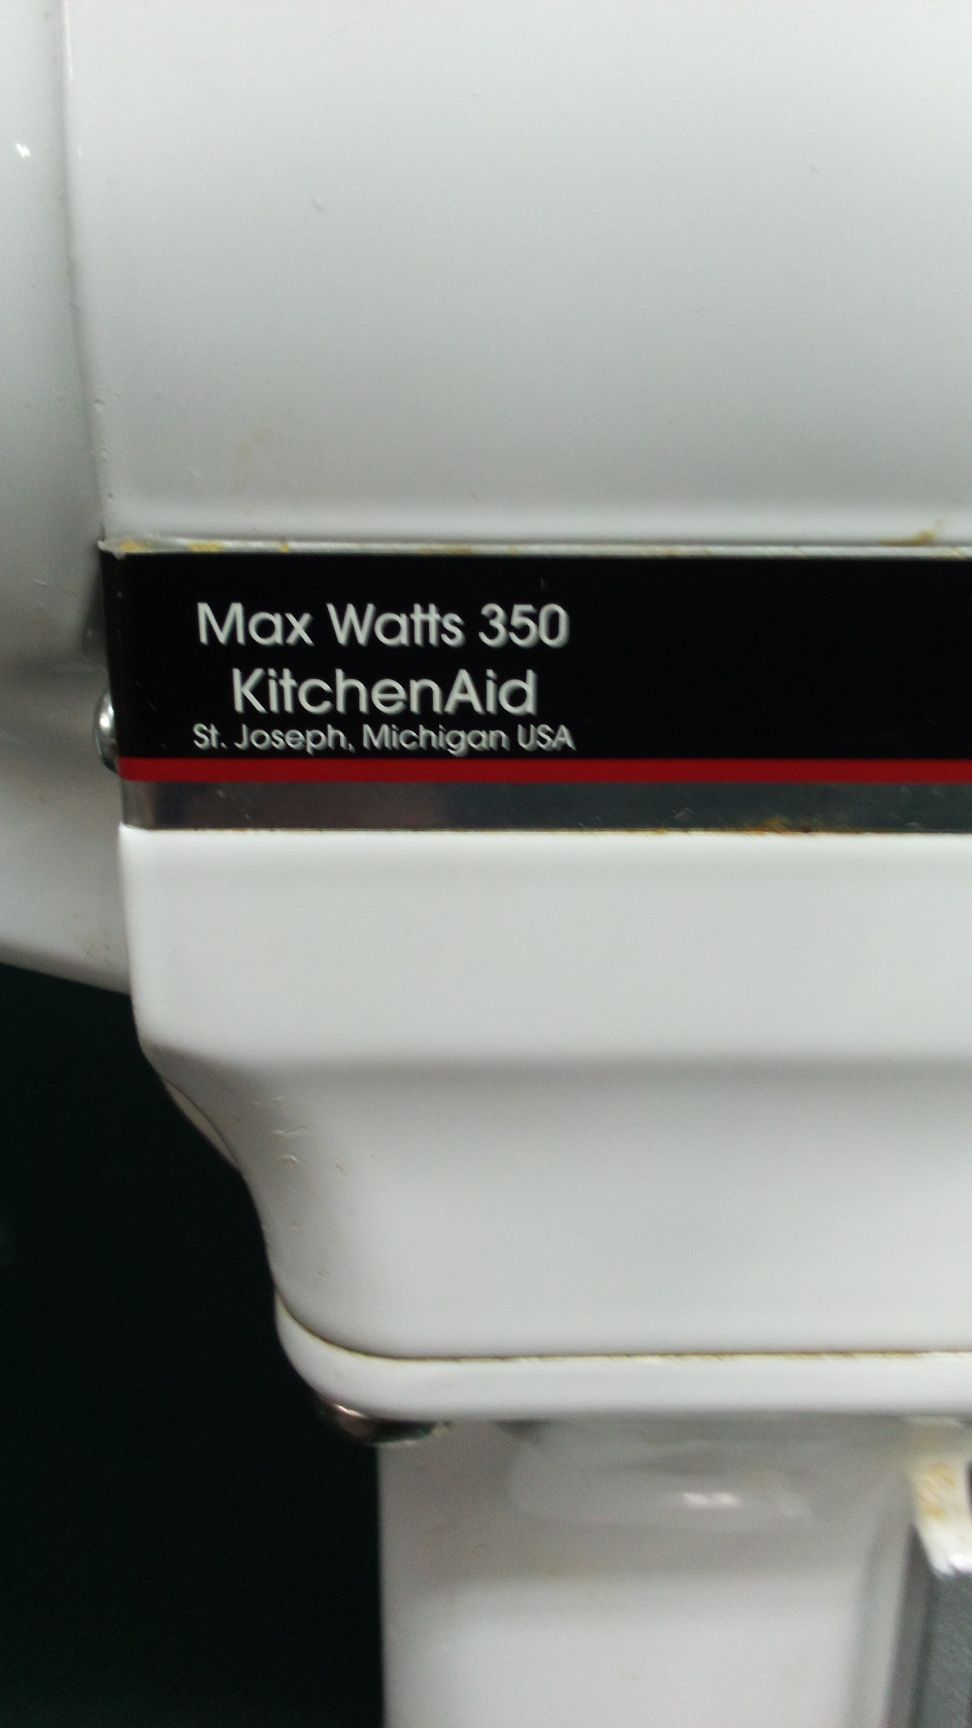 Max Watts 350
KitchenAid
St. Joseph, Michigan USA